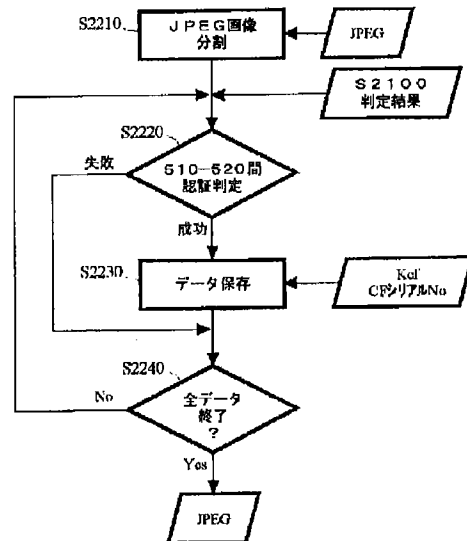 S2210
JPEG画像
分割
JPEG
S2100
判定結果
S2220
失敗
510-520間
認証判定
成功
S2230
データ保存
Kcf
CFシリアルNo
S2240
No
全データ
終了
?
Yes
JPEG